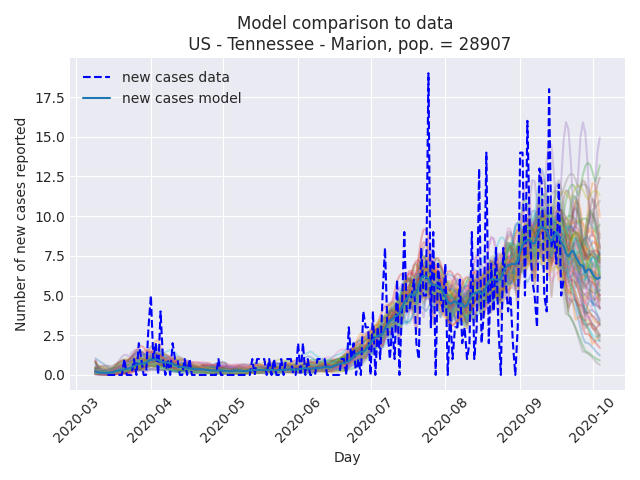 Model comparison to data
US - Tennessee - Marion, pop. = 28907
new cases data
new cases model
Number of new cases reported
17.5
15.0
12.5
10.0
7.5
5.0
2.5
0.0
2020-03
2020-04
2020-05
2020-06
2020-07
2020-08
2020-09
2020-10
Day